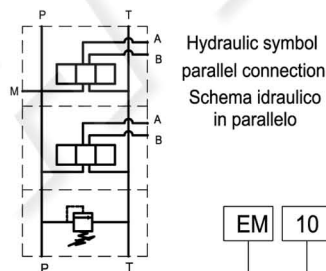 P T
A
B
M
A
B
P T
Hydraulic symbol
parallel connection
Schema idraulico
in parallelo
EM 10